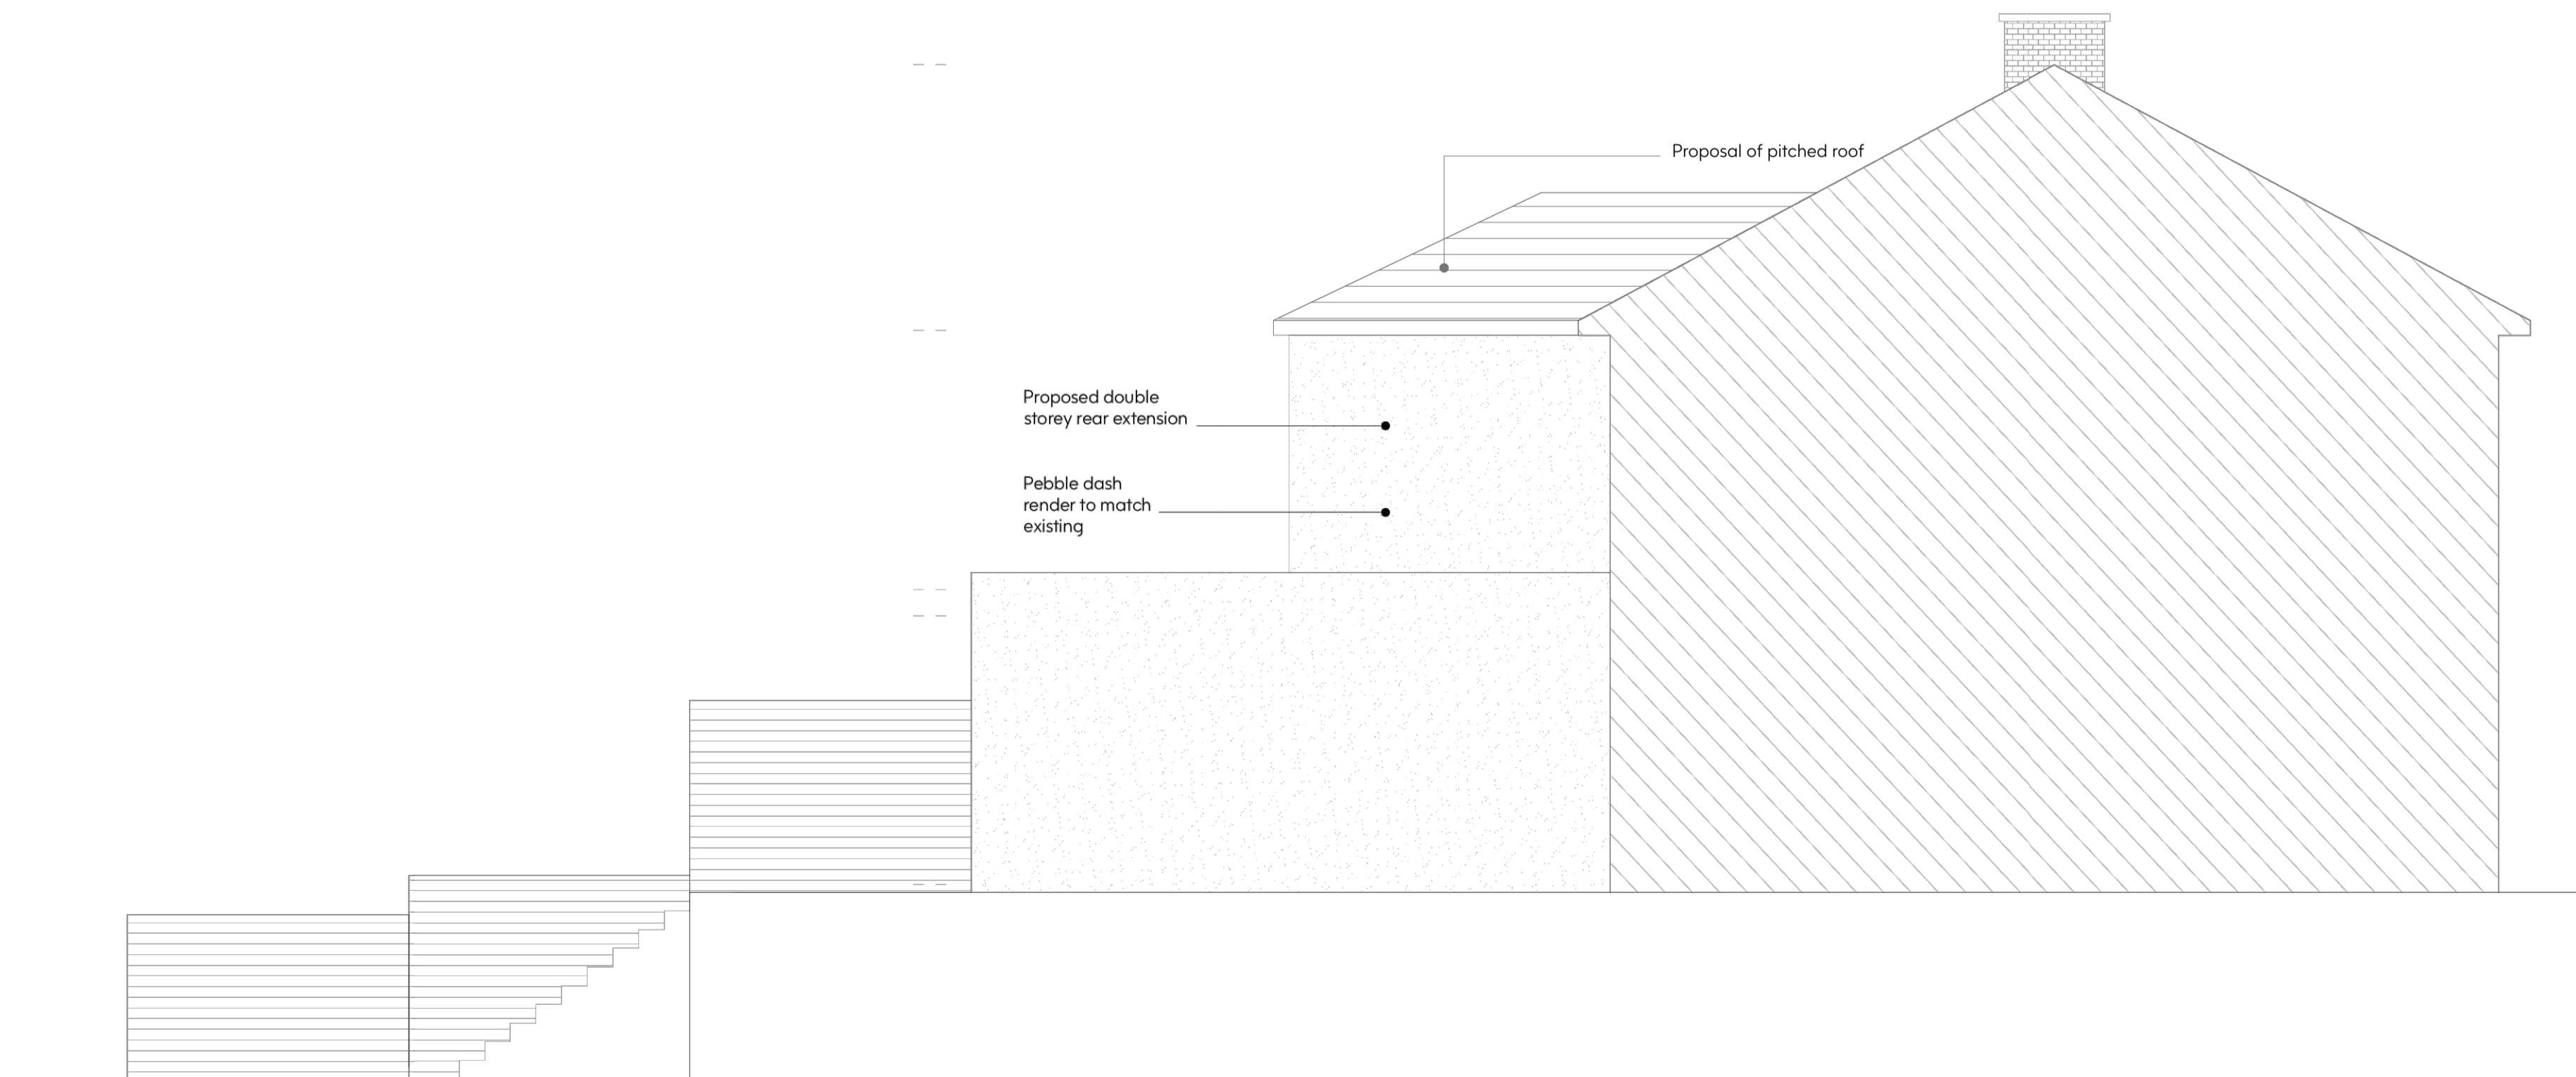 Proposal of pitched roof
Proposed double
storey rear extension
Pebble dash
render to match
existing